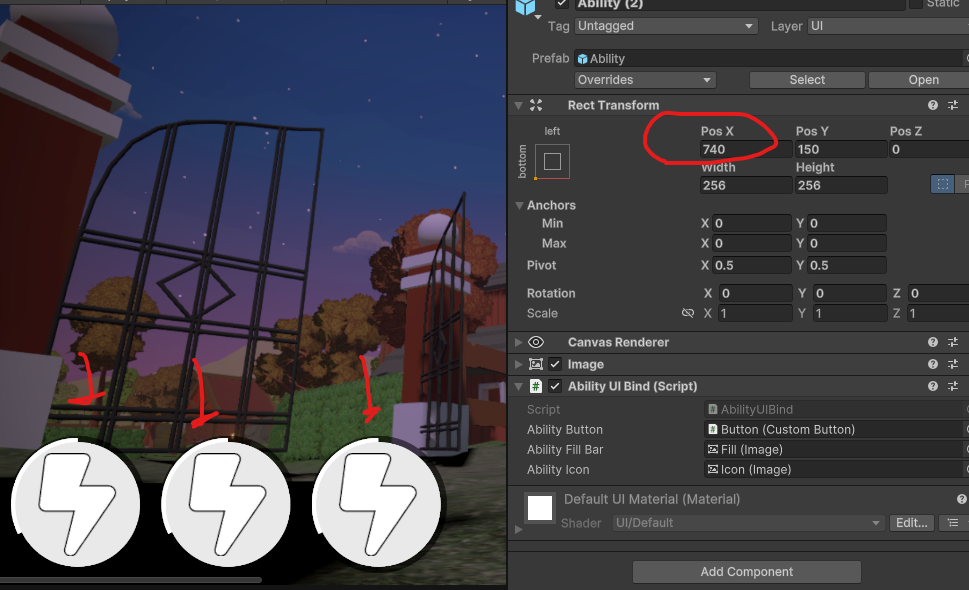 Ability (2)
Static
Tag Untagged Layer UI
Prefab Ability
Overrides Select Open
Rect Transform
left
bottom
Pos X Pos Y Pos Z
740 150 0
Width Height
256 256
Anchors
Min X 0 Y 0
Max X 0 Y 0
Pivot X 0.5 Y 0.5
Rotation X 0 Y 0 Z 0
Scale X 1 Y 1 Z 1
Canvas Renderer
Image
# Ability UI Bind (Script)
Script # AbilityUIBind
Ability Button # Button (Custom Button)
Ability Fill Bar Fill (Image)
Ability Icon Icon (Image)
Default UI Material (Material)
Shader UI/Default Edit...
Add Component